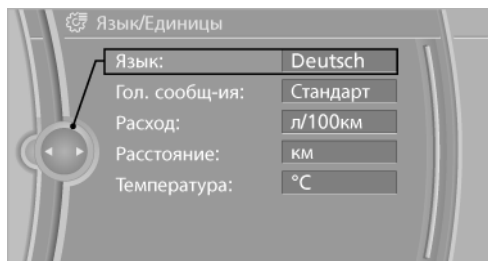 Язык/Единицы
Язык: Deutsch
Гол. сообщ-ия: Стандарт
Расход: л/100км
Расстояние: км
Температура: °C